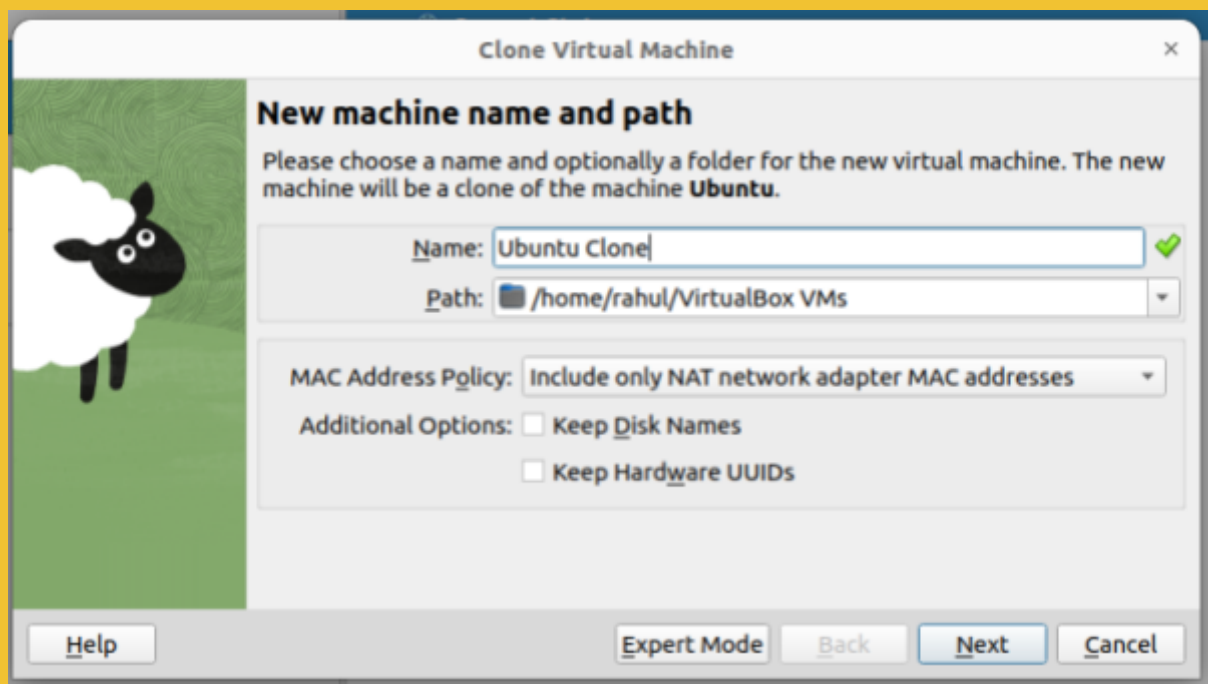 Clone Virtual Machine
New machine name and path
Please choose a name and optionally a folder for the new virtual machine. The new
machine will be a clone of the machine Ubuntu.
Name: Ubuntu Clone
Path: /home/rahul/VirtualBox VMs
MAC Address Policy: Include only NAT network adapter MAC addresses
Additional Options: Keep Disk Names
Keep Hardware UUIDs
Help Expert Mode Back Next Cancel